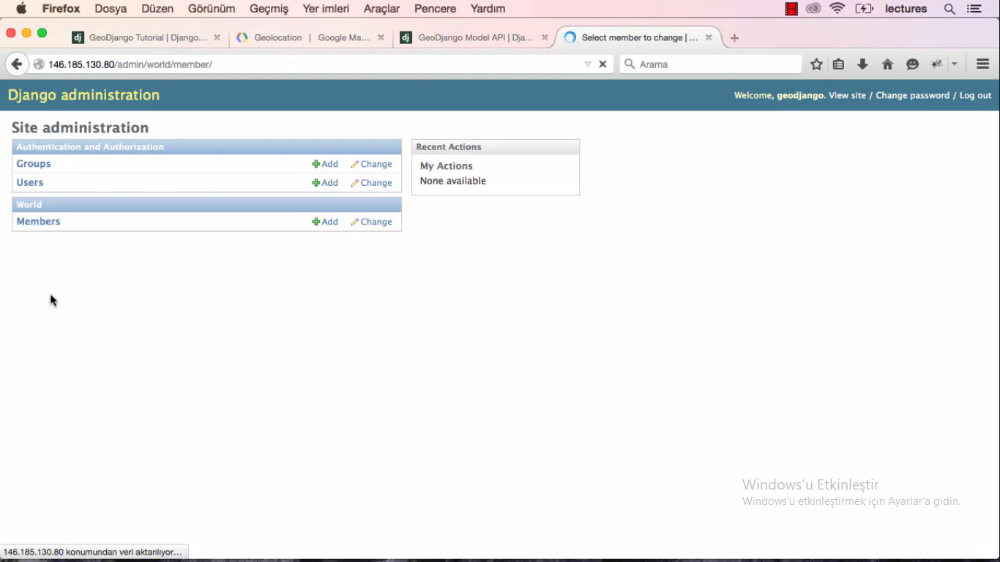 Firefox Dosya Düzen Görünüm Geçmiş Yer imleri Araçlar Pencere Yardım lectures
dj GeoDjango Tutorial | Django... Geolocation | Google Ma... dj GeoDjango Model API | Dja... Select member to change | ...
146.185.130.80/admin/world/member/ Arama
Django administration Welcome, geodjango. View site / Change password / Log out
Site administration
Authentication and Authorization
Groups Add Change
Users Add Change
World
Members Add Change
Recent Actions
My Actions
None available
Windows'u Etkinleştir
Windows'u etkinleştirmek için Ayarlar'a gidin.
146.185.130.80 konumundan veri aktarılıyor...